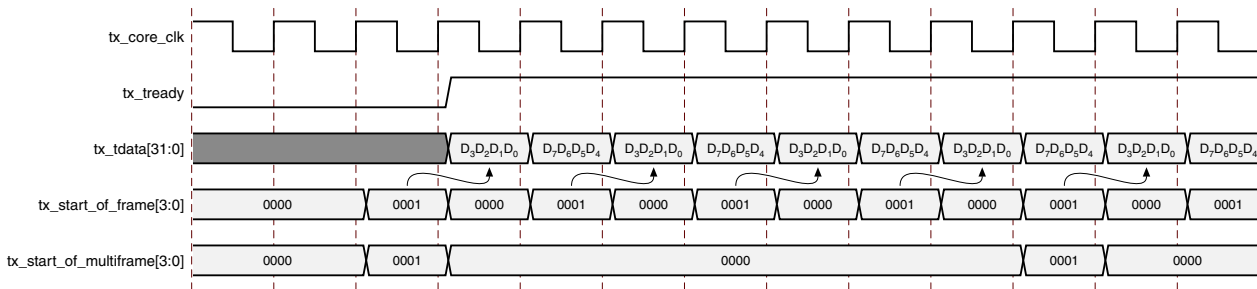 tx_core_clk
tx_tready
tx_tdata[31:0] D3D2D1D0 D7D6D5D4 D3D2D1D0 D7D6D5D4 D3D2D1D0 D7D6D5D4 D3D2D1D0 D7D6D5D4 D3D2D1D0 D7D6D5D4
tx_start_of_frame[3:0] 0000 0001 0000 0001 0000 0001 0000 0001 0000 0001 0000 0001
tx_start_of_multiframe[3:0] 0000 0001 0000 0001 0000